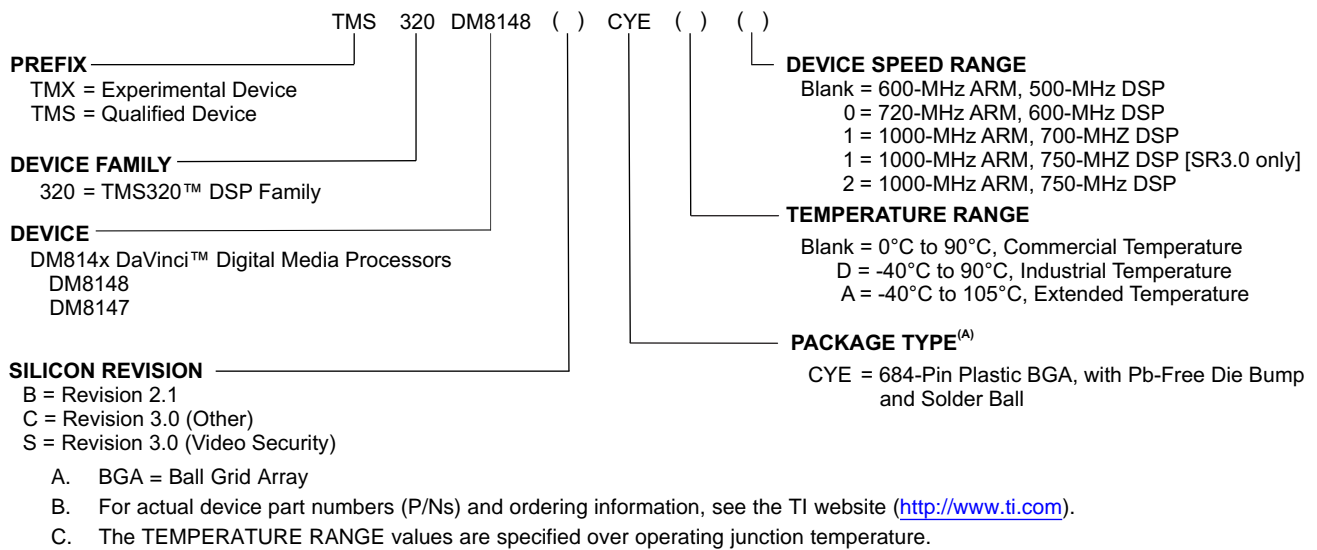 TMS 320 DM8148 ( ) CYE ( ) ( )
PREFIX
TMX = Experimental Device
TMS = Qualified Device
DEVICE FAMILY
320 = TMS320™ DSP Family
DEVICE
DM814x DaVinci™ Digital Media Processors
DM8148
DM8147
SILICON REVISION
B = Revision 2.1
C = Revision 3.0 (Other)
S = Revision 3.0 (Video Security)
DEVICE SPEED RANGE
Blank = 600-MHz ARM, 500-MHz DSP
0 = 720-MHz ARM, 600-MHz DSP
1 = 1000-MHz ARM, 700-MHZ DSP
1 = 1000-MHz ARM, 750-MHZ DSP [SR3.0 only]
2 = 1000-MHz ARM, 750-MHz DSP
TEMPERATURE RANGE
Blank = 0°C to 90°C, Commercial Temperature
D = -40°C to 90°C, Industrial Temperature
A = -40°C to 105°C, Extended Temperature
PACKAGE TYPE(A)
CYE = 684-Pin Plastic BGA, with Pb-Free Die Bump
and Solder Ball
A. BGA = Ball Grid Array
B. For actual device part numbers (P/Ns) and ordering information, see the TI website (http://www.ti.com).
C. The TEMPERATURE RANGE values are specified over operating junction temperature.